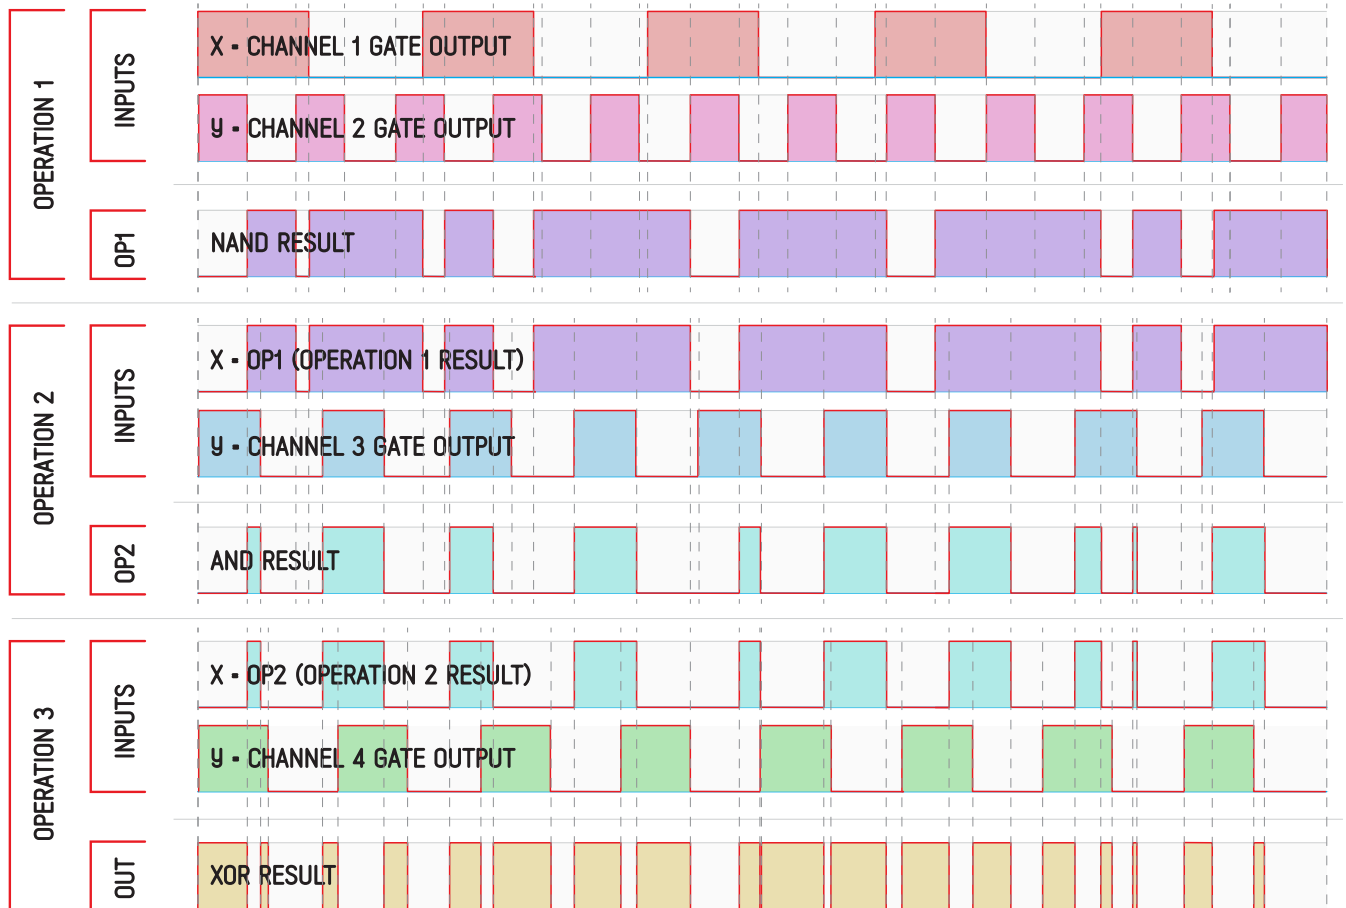 OPERATION 1
INPUTS
X - CHANNEL 1 GATE OUTPUT
Y - CHANNEL 2 GATE OUTPUT
OP1
NAND RESULT
OPERATION 2
INPUTS
X - OP1 (OPERATION 1 RESULT)
Y - CHANNEL 3 GATE OUTPUT
OP2
AND RESULT
OPERATION 3
INPUTS
X - OP2 (OPERATION 2 RESULT)
Y - CHANNEL 4 GATE OUTPUT
OUT
XOR RESULT